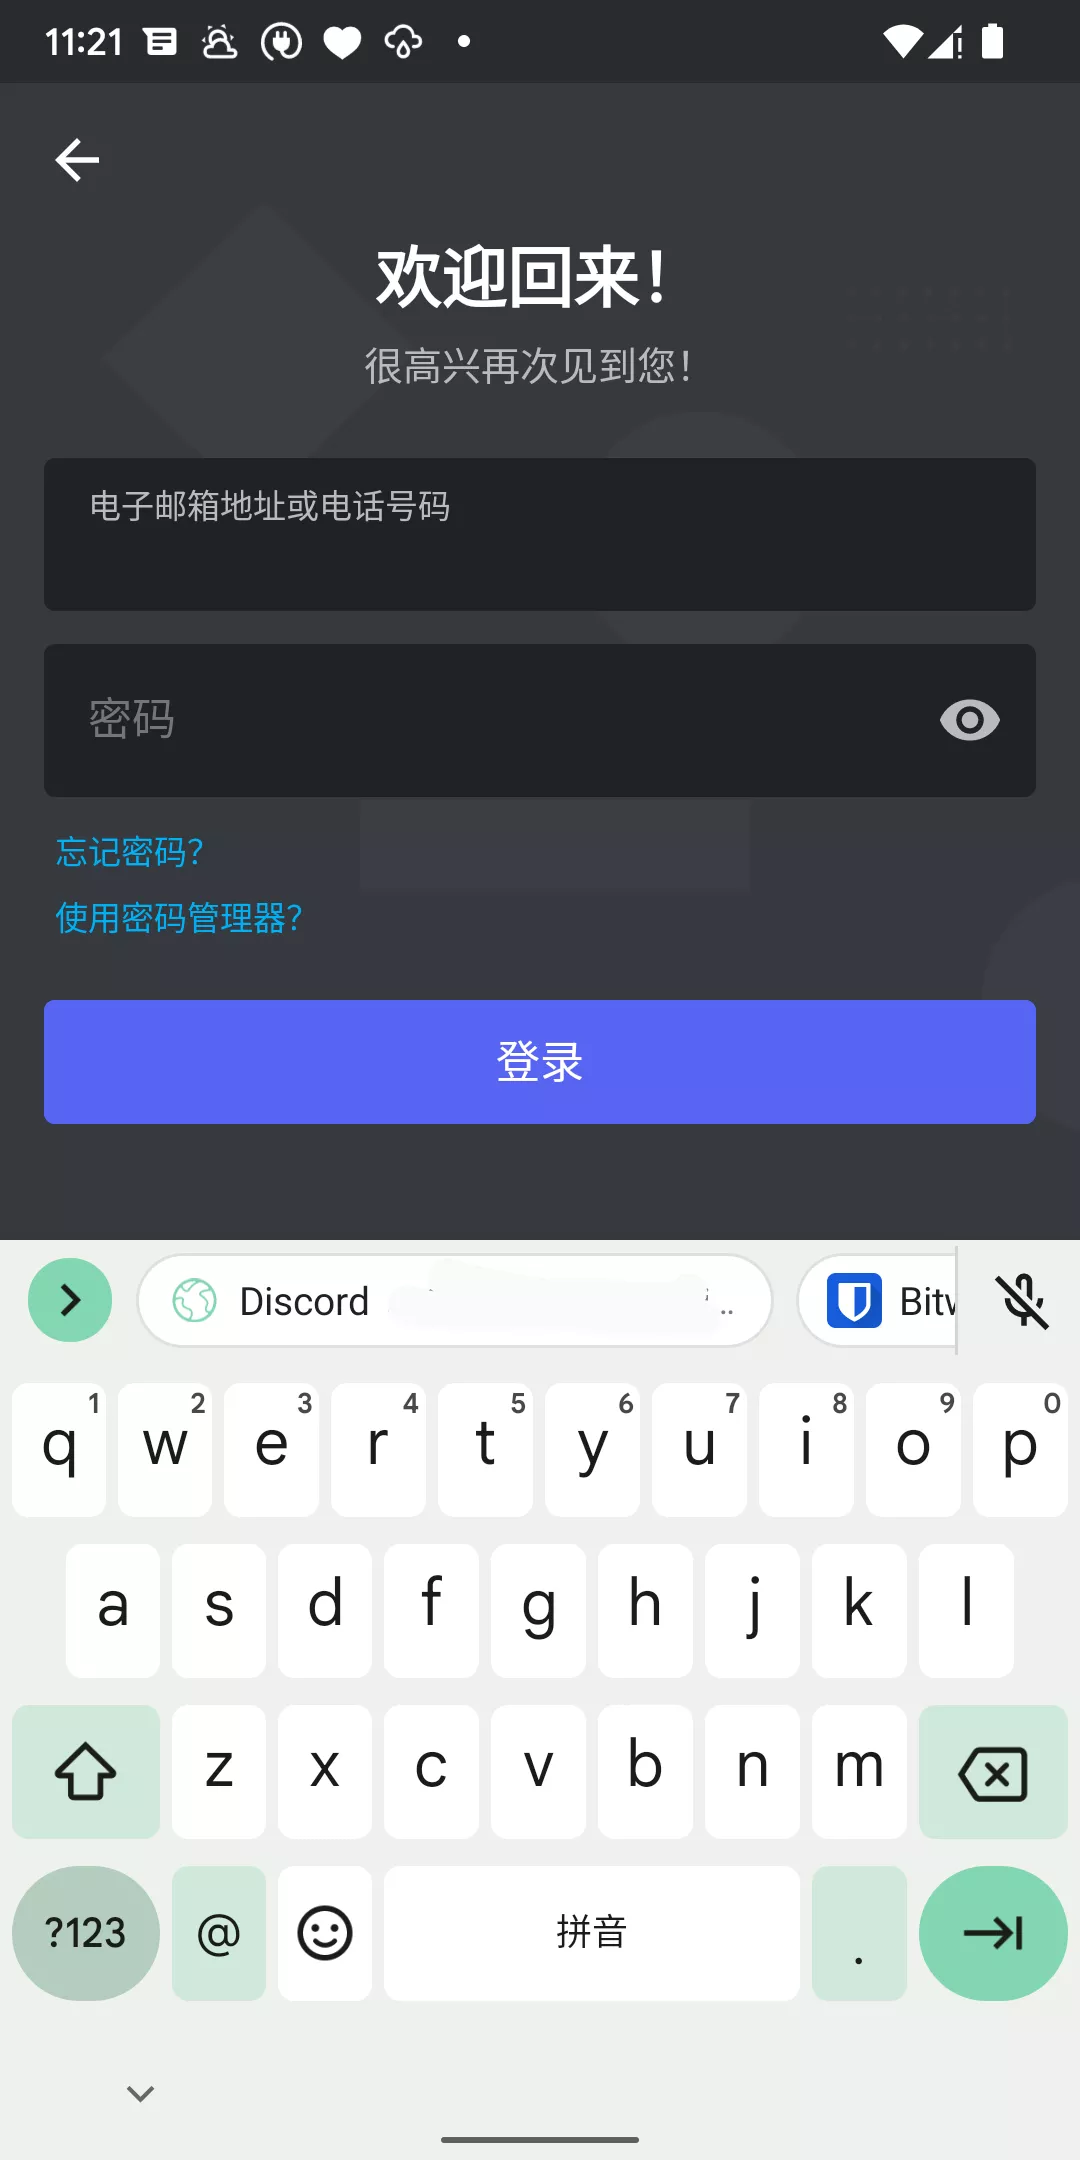 11:21
欢迎回来！
很高兴再次见到您！
电子邮箱地址或电话号码
密码
忘记密码？
使用密码管理器？
登录
Discord
..
Bitw
1 2 3 4 5 6 7 8 9 0
q w e r t y u i o p
a s d f g h j k l
z x c v b n m
?123 @ 拼音 .